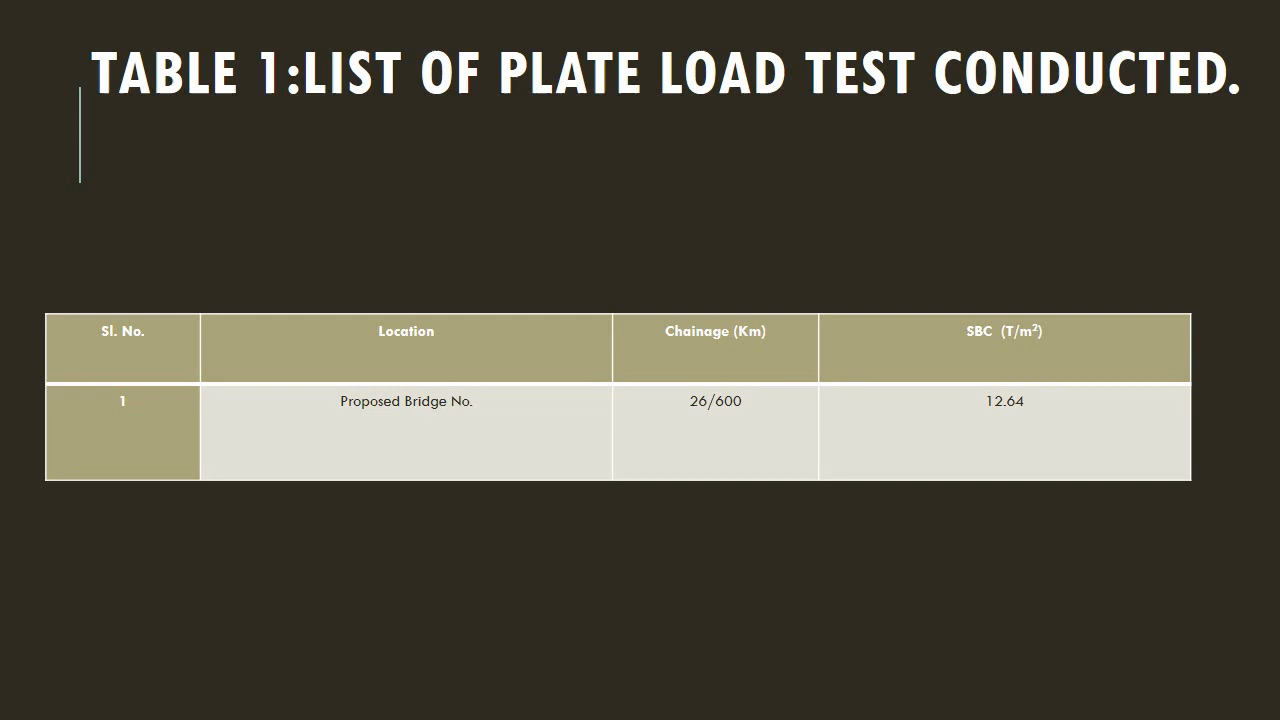 TABLE 1:LIST OF PLATE LOAD TEST CONDUCTED.
Sl. No. Location Chainage (Km) SBC (T/m²)
1 Proposed Bridge No. 26/600 12.64